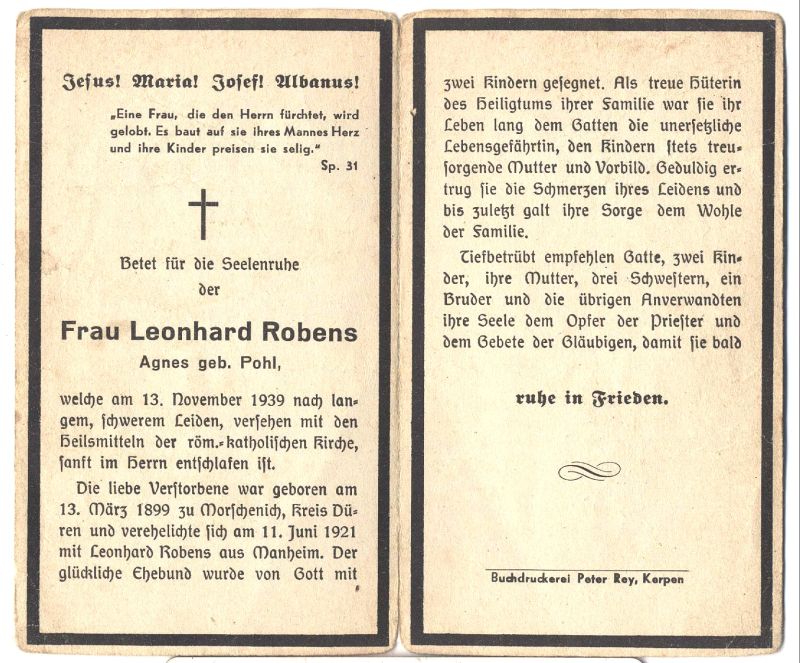 Jesus! Maria! Josef! Albanus!
„Eine Frau, die den Herrn fürchtet, wird
gelobt. Es baut auf sie ihres Mannes Herz
und ihre Kinder preisen sie selig."
Sp. 31
Betet für die Seelenruhe
der
Frau Leonhard Robens
Agnes geb. Pohl,
welche am 13. November 1939 nach lan-
gem, schwerem Leiden, versehen mit den
Heilsmitteln der röm.-katholischen Kirche,
sanft im Herrn entschlafen ist.
Die liebe Verstorbene war geboren am
13. März 1899 zu Morschenich, Kreis Dü-
ren und verehelichte sich am 11. Juni 1921
mit Leonhard Robens aus Manheim. Der
glückliche Ehebund wurde von Gott mit
zwei Kindern gesegnet. Als treue Hüterin
des Heiligtums ihrer Familie war sie ihr
Leben lang dem Gatten die unersetzliche
Lebensgefährtin, den Kindern stets treu-
sorgende Mutter und Vorbild. Geduldig er-
trug sie die Schmerzen ihres Leidens und
bis zuletzt galt ihre Sorge dem Wohle
der Familie.
Tiefbetrübt empfehlen Gatte, zwei Kin-
der, ihre Mutter, drei Schwestern, ein
Bruder und die übrigen Anverwandten
ihre Seele dem Opfer der Priester und
dem Gebete der Gläubigen, damit sie bald
ruhe in Frieden.
Buchdruckerei Peter Rey, Kerpen